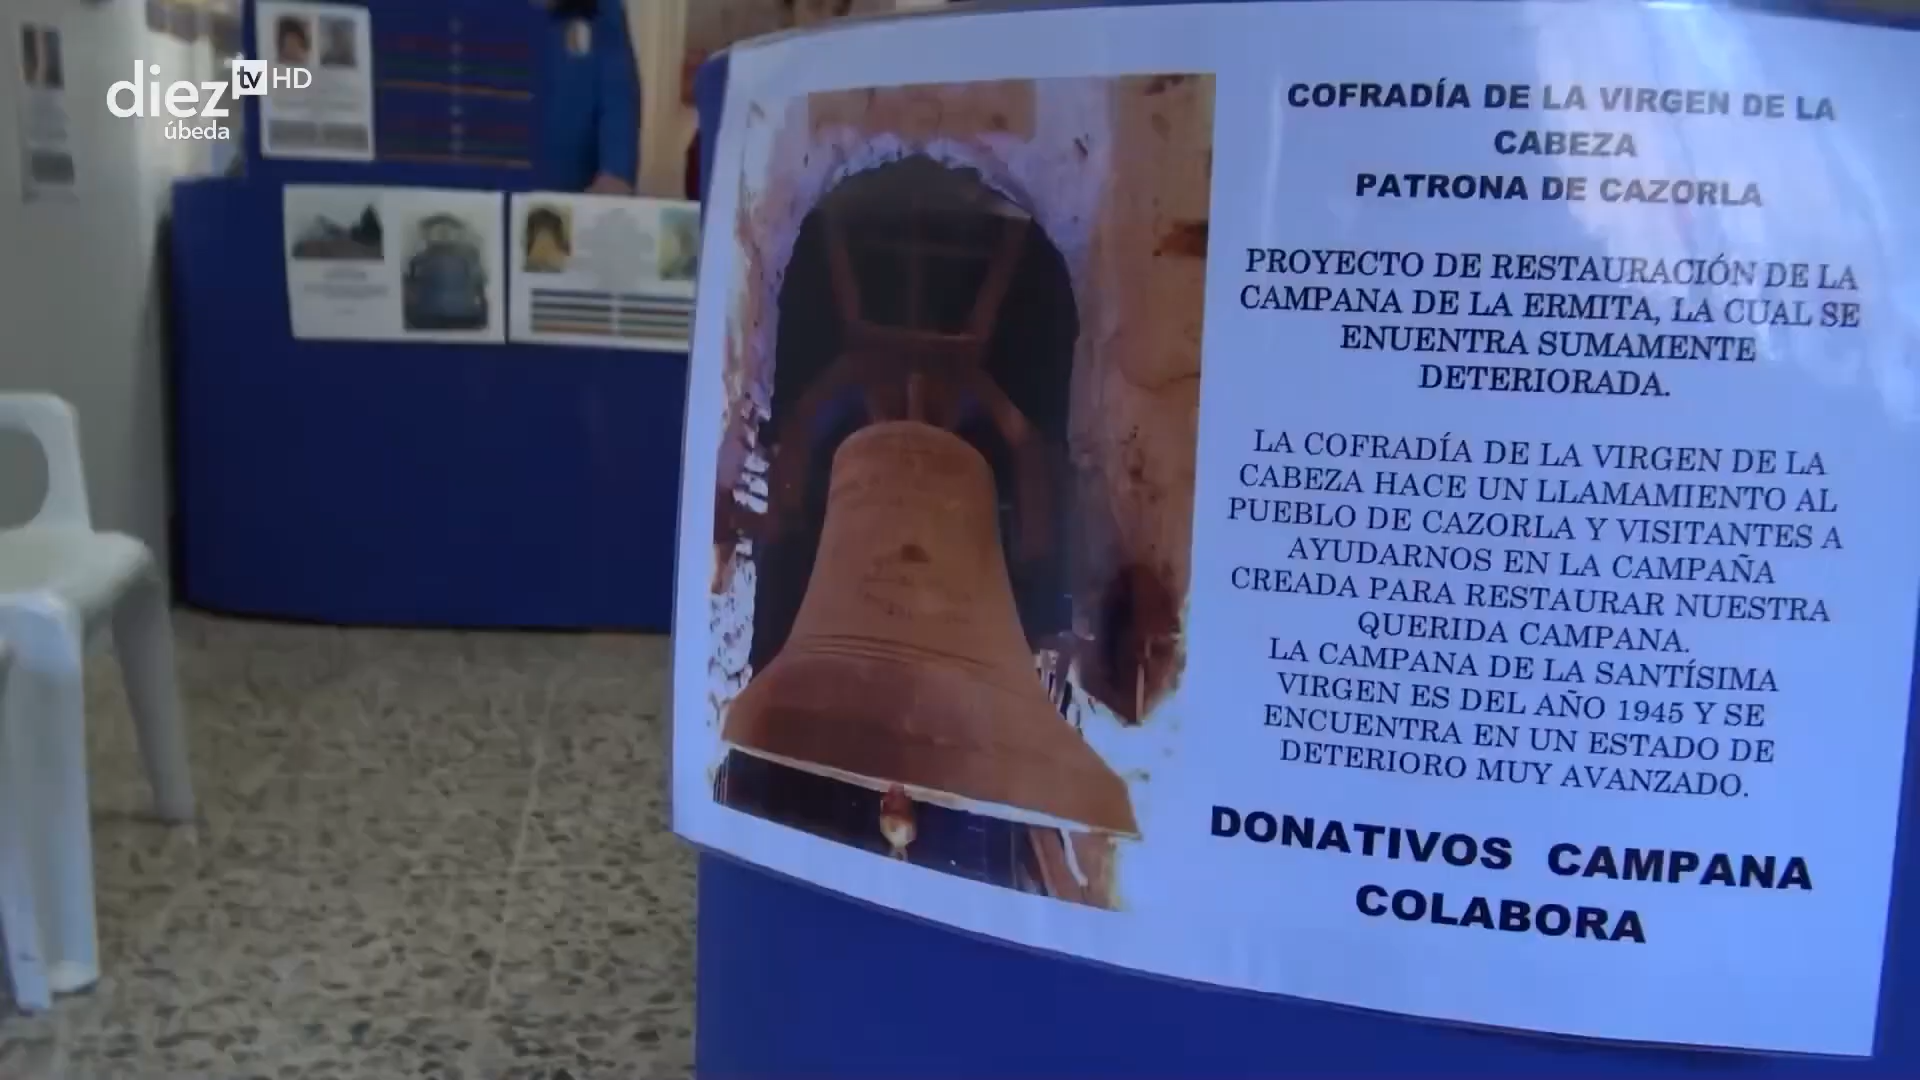 diez tv HD
úbeda
COFRADÍA DE LA VIRGEN DE LA
CABEZA
PATRONA DE CAZORLA
PROYECTO DE RESTAURACIÓN DE LA
CAMPANA DE LA ERMITA, LA CUAL SE
ENUENTRA SUMAMENTE
DETERIORADA.
LA COFRADÍA DE LA VIRGEN DE LA
CABEZA HACE UN LLAMAMIENTO AL
PUEBLO DE CAZORLA Y VISITANTES A
AYUDARNOS EN LA CAMPAÑA
CREADA PARA RESTAURAR NUESTRA
QUERIDA CAMPANA.
LA CAMPANA DE LA SANTÍSIMA
VIRGEN ES DEL AÑO 1945 Y SE
ENCUENTRA EN UN ESTADO DE
DETERIORO MUY AVANZADO.
DONATIVOS CAMPANA
COLABORA